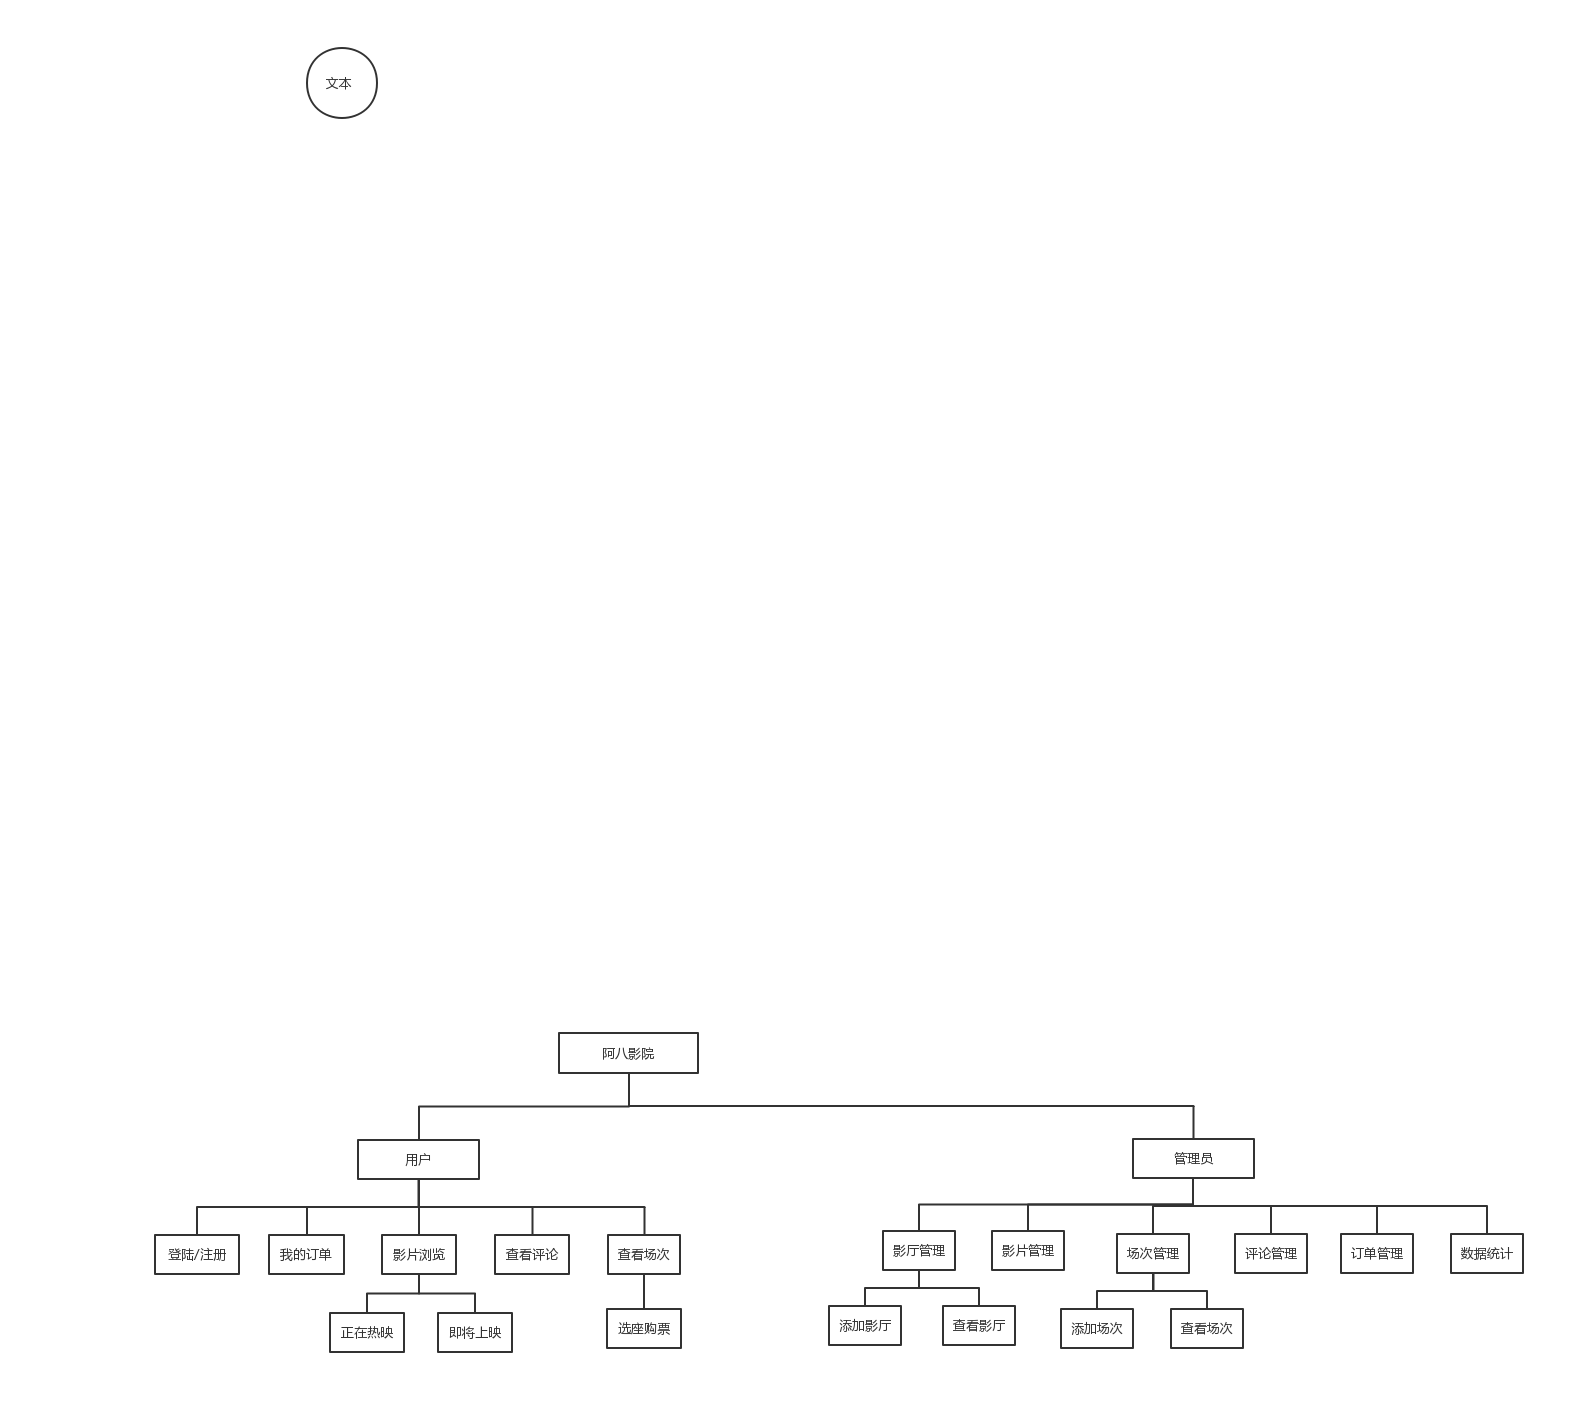 文本
阿八影院
用户
管理员
登陆/注册
我的订单
影片浏览
查看评论
查看场次
影厅管理
影片管理
场次管理
评论管理
订单管理
数据统计
正在热映
即将上映
选座购票
添加影厅
查看影厅
添加场次
查看场次